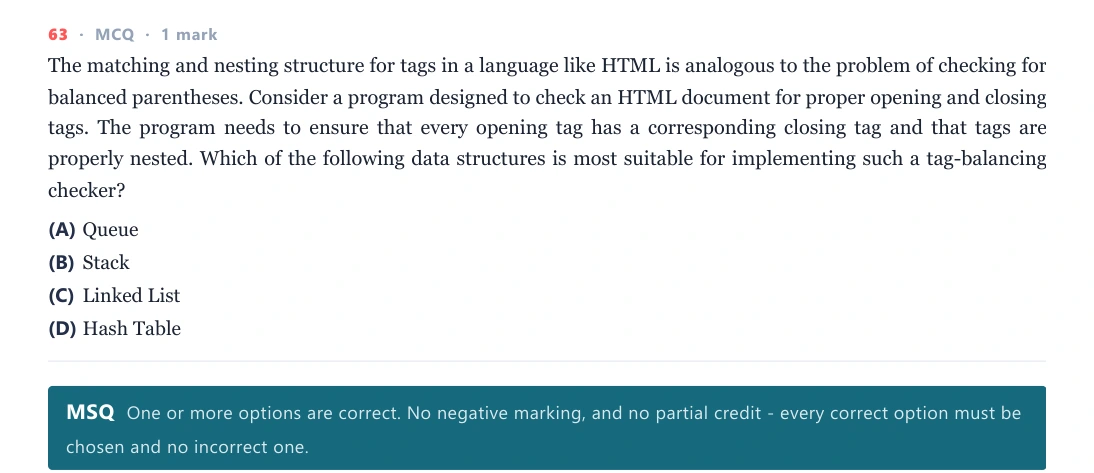 63 · MCQ · 1 mark
The matching and nesting structure for tags in a language like HTML is analogous to the problem of checking for
balanced parentheses. Consider a program designed to check an HTML document for proper opening and closing
tags. The program needs to ensure that every opening tag has a corresponding closing tag and that tags are
properly nested. Which of the following data structures is most suitable for implementing such a tag-balancing
checker?
(A) Queue
(B) Stack
(C) Linked List
(D) Hash Table
MSQ One or more options are correct. No negative marking, and no partial credit - every correct option must be
chosen and no incorrect one.